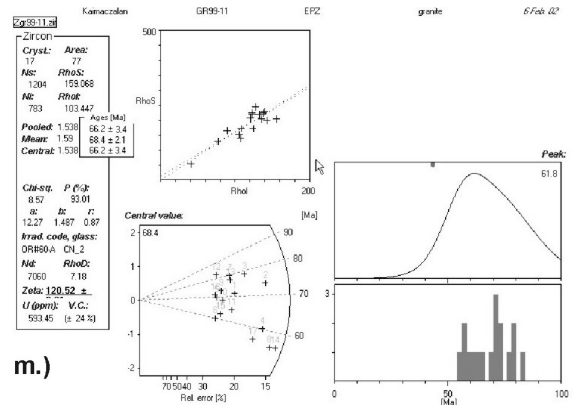 Kaimaczalan GR99-11 EPZ granite 6 Feb. 02
Zgr99-11.zir
Zircon
Cryst.: Area:
17 77
Ns: RhoS:
1204 159.068
Ni: RhoI:
783 103.447
Ages [Ma]
Pooled: 1.538 66.2 ± 3.4
Mean: 1.59 68.4 ± 2.1
Central: 1.538 66.2 ± 3.4
Chi-sq. P (%):
8.57 93.01
a: b: r:
12.27 1.487 0.87
Irrad. code, glass:
OR#60-A CN_2
Nd: RhoD:
7060 7.18
Zeta: 120.52 ±
U (ppm): V.C.:
593.45 (± 24 %)
m.)
500
RhoS
RhoI 200
Central value: [Ma]
68.4
90
80
70
60
2
1
0
-1
-2
70 50 40 30 20 15
Rel. error [%]
Peak:
61.8
3
0 50 100
[Ma]